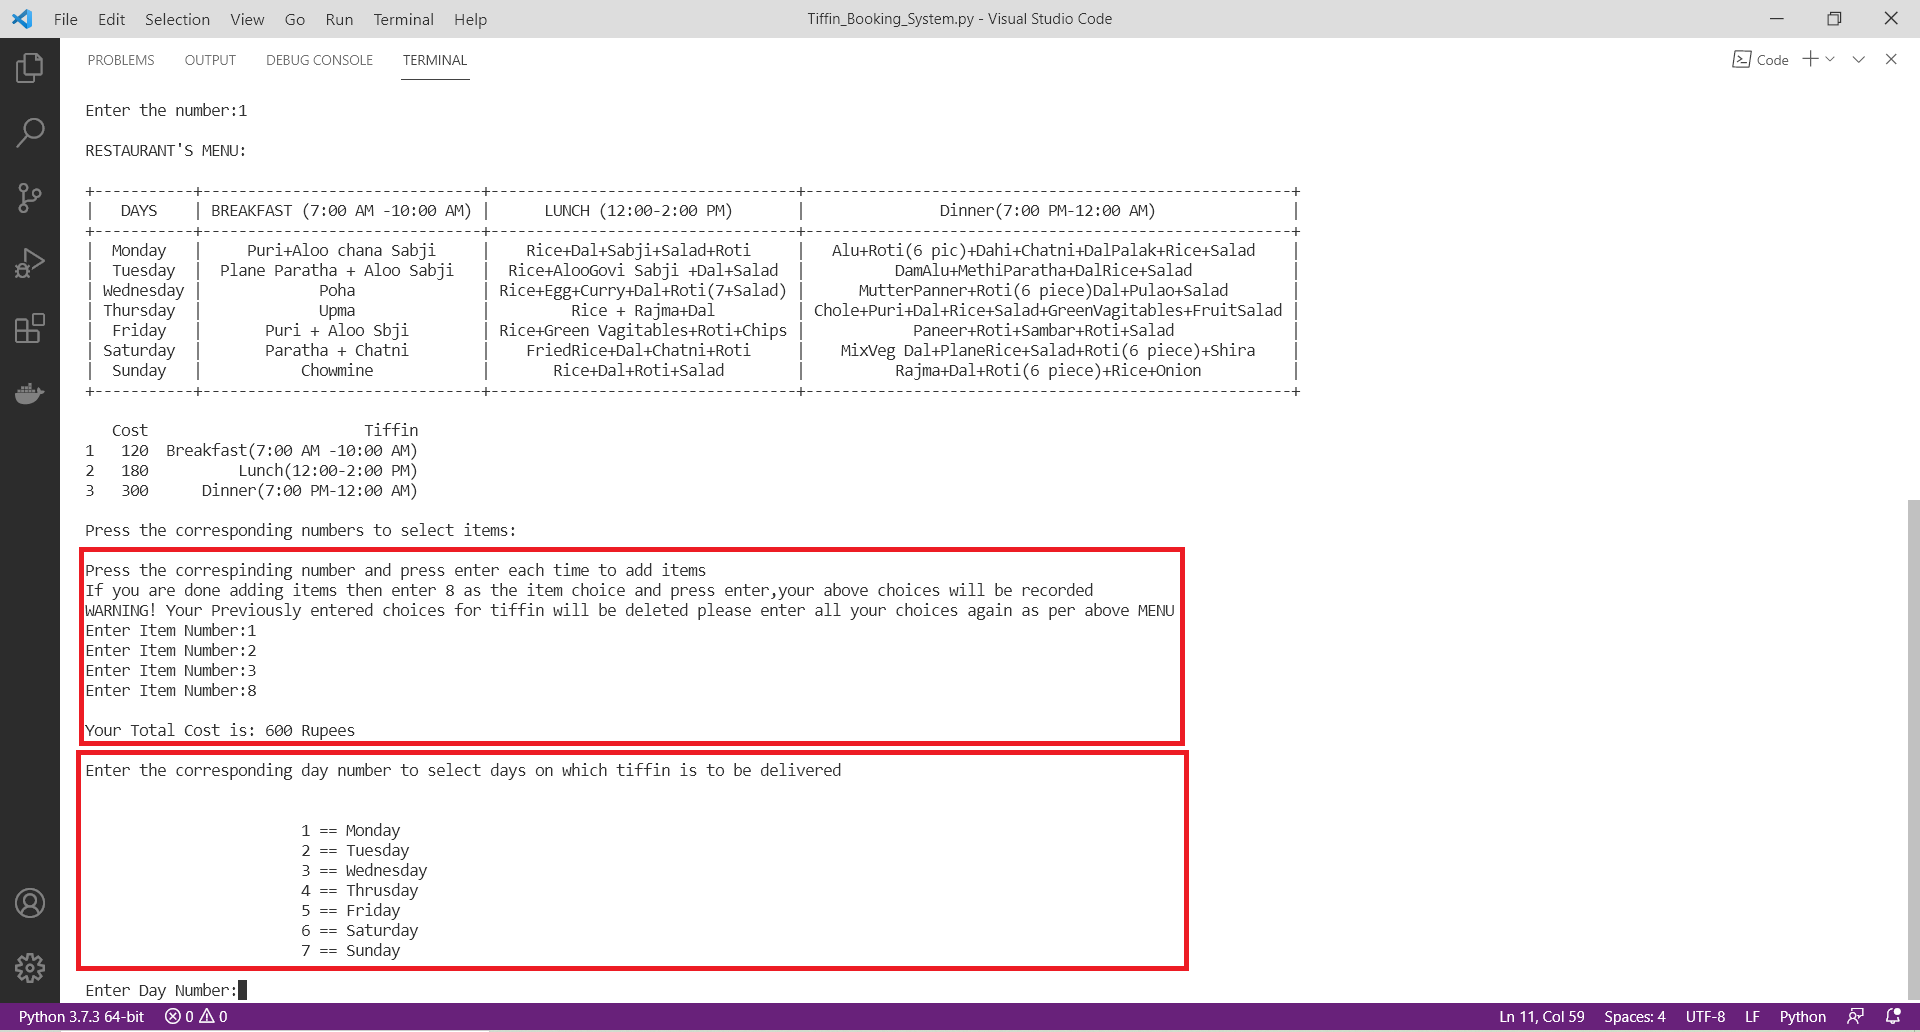 File Edit Selection View Go Run Terminal Help Tiffin_Booking_System.py - Visual Studio Code
PROBLEMS OUTPUT DEBUG CONSOLE TERMINAL Code
Enter the number:1
RESTAURANT'S MENU:
+-----------+-------------------------------+----------------------------------+------------------------------------------------------+
| DAYS | BREAKFAST (7:00 AM -10:00 AM) | LUNCH (12:00-2:00 PM) | Dinner(7:00 PM-12:00 AM) |
+-----------+-------------------------------+----------------------------------+------------------------------------------------------+
| Monday | Puri+Aloo chana Sabji | Rice+Dal+Sabji+Salad+Roti | Alu+Roti(6 pic)+Dahi+Chatni+DalPalak+Rice+Salad |
| Tuesday | Plane Paratha + Aloo Sabji | Rice+AlooGovi Sabji +Dal+Salad | DamAlu+MethiParatha+DalRice+Salad |
| Wednesday | Poha | Rice+Egg+Curry+Dal+Roti(7+Salad) | MutterPanner+Roti(6 piece)Dal+Pulao+Salad |
| Thursday | Upma | Rice + Rajma+Dal | Chole+Puri+Dal+Rice+Salad+GreenVagitables+FruitSalad |
| Friday | Puri + Aloo Sbji | Rice+Green Vagitables+Roti+Chips | Paneer+Roti+Sambar+Roti+Salad |
| Saturday | Paratha + Chatni | FriedRice+Dal+Chatni+Roti | MixVeg Dal+PlaneRice+Salad+Roti(6 piece)+Shira |
| Sunday | Chowmine | Rice+Dal+Roti+Salad | Rajma+Dal+Roti(6 piece)+Rice+Onion |
+-----------+-------------------------------+----------------------------------+------------------------------------------------------+
Cost Tiffin
1 120 Breakfast(7:00 AM -10:00 AM)
2 180 Lunch(12:00-2:00 PM)
3 300 Dinner(7:00 PM-12:00 AM)
Press the corresponding numbers to select items:
Press the correspinding number and press enter each time to add items
If you are done adding items then enter 8 as the item choice and press enter,your above choices will be recorded
WARNING! Your Previously entered choices for tiffin will be deleted please enter all your choices again as per above MENU
Enter Item Number:1
Enter Item Number:2
Enter Item Number:3
Enter Item Number:8
Your Total Cost is: 600 Rupees
Enter the corresponding day number to select days on which tiffin is to be delivered
1 == Monday
2 == Tuesday
3 == Wednesday
4 == Thrusday
5 == Friday
6 == Saturday
7 == Sunday
Enter Day Number:
Python 3.7.3 64-bit 0 0 Ln 11, Col 59 Spaces: 4 UTF-8 LF Python